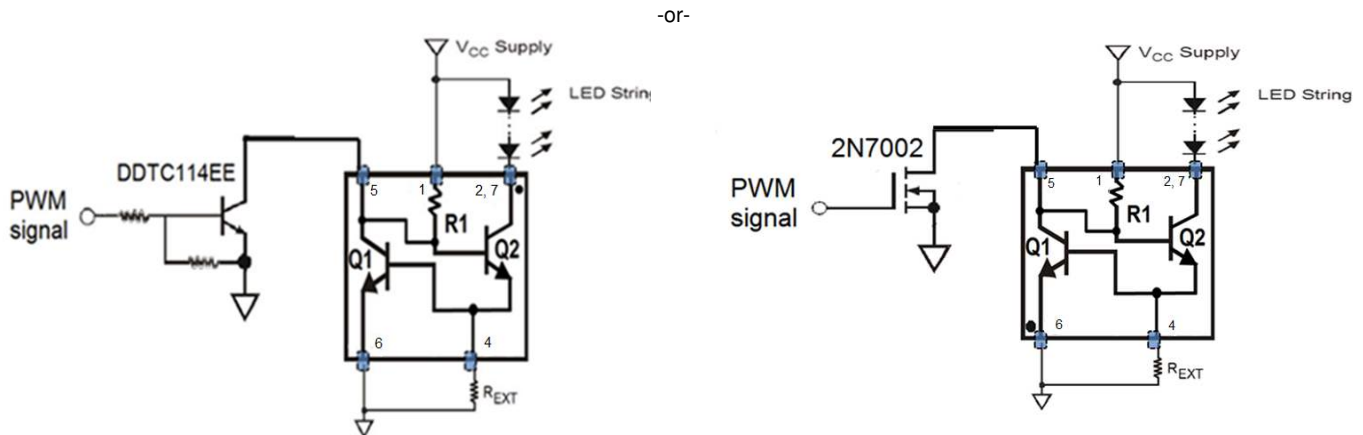 -or-
VCC Supply
LED String
DDTC114EE
PWM
signal
5
1
2, 7
R1
Q1
Q2
6
4
REXT
VCC Supply
LED String
2N7002
PWM
signal
5
1
2, 7
R1
Q1
Q2
6
4
REXT